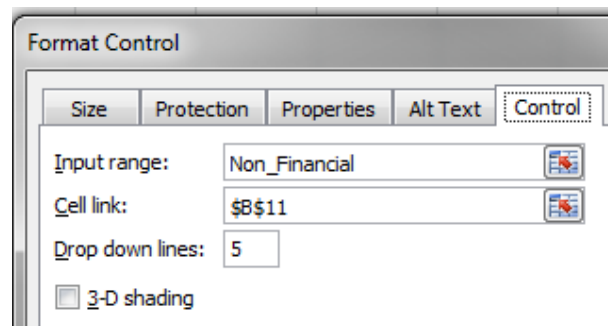 Format Control
Size Protection Properties Alt Text Control
Input range: Non_Financial
Cell link: $B$11
Drop down lines: 5
3-D shading